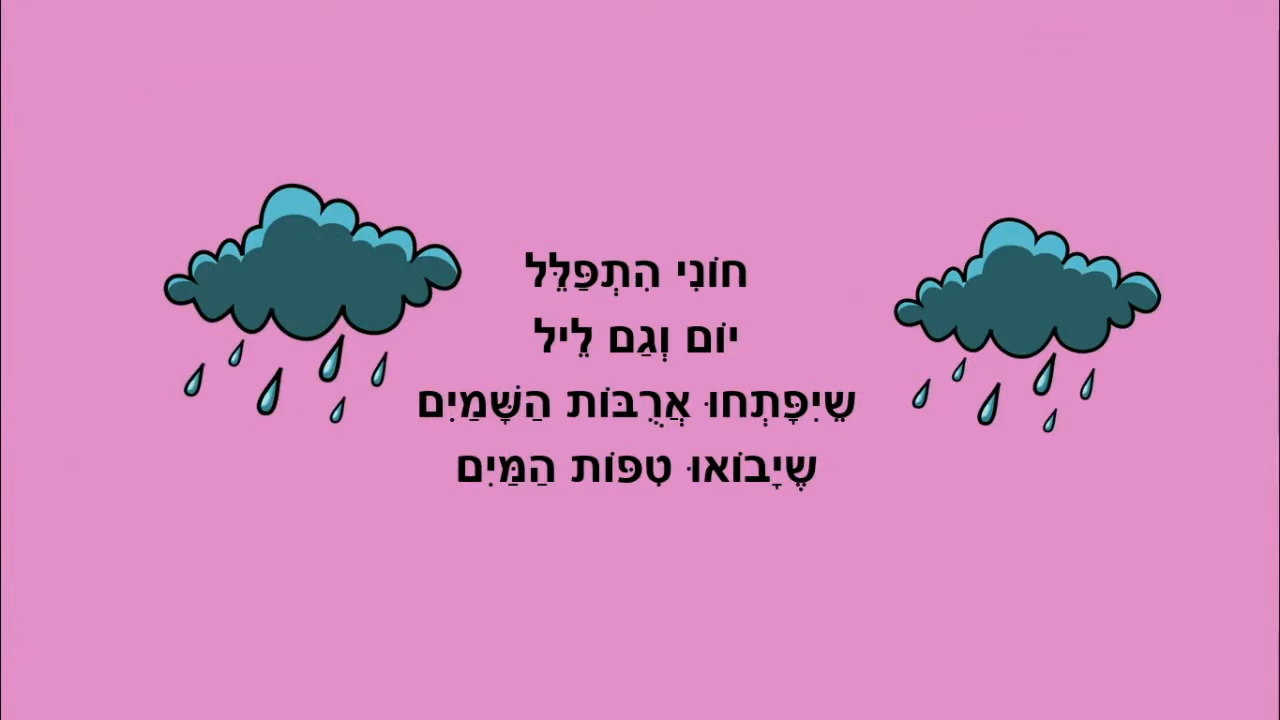 חוֹנִי הִתְפַּלֵּל
יוֹם וְגַם לֵיל
שֶׁיִפָּתְחוּ אֲרֻבּוֹת הַשָּׁמַיִם
שֶׁיָבוֹאוּ טִפּוֹת הַמַּיִם